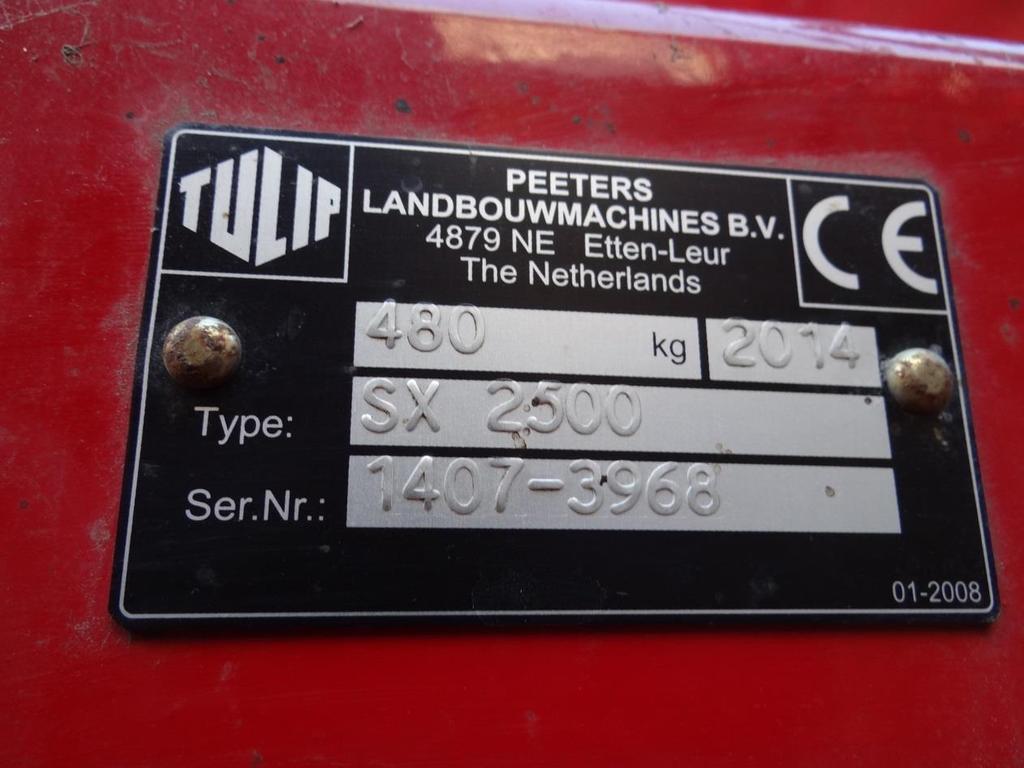 TULIP
PEETERS
LANDBOUWMACHINES B.V.
4879 NE Etten-Leur
The Netherlands
CE
480 kg 2014
Type: SX 2500
Ser.Nr.: 1407-3968
01-2008